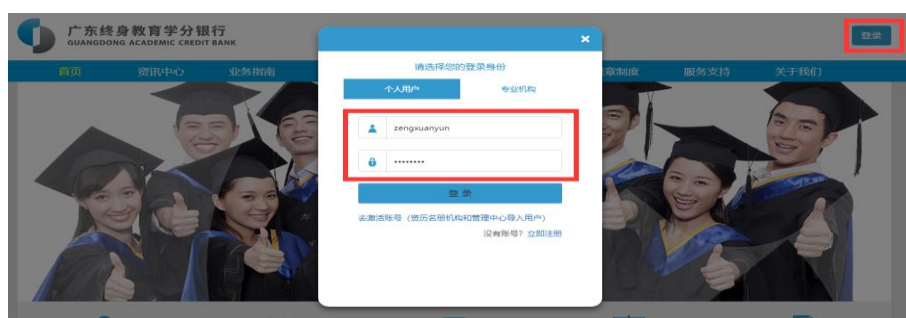 广东终身教育学分银行
GUANGDONG ACADEMIC CREDIT BANK
登录
首页 资讯中心 业务指南 章制度 服务支持 关于我们
×
请选择您的登录身份
个人用户 专业机构
zengxuanyun
••••••••
登 录
去激活账号（资历名册机构和管理中心导入用户）
没有账号？立即注册